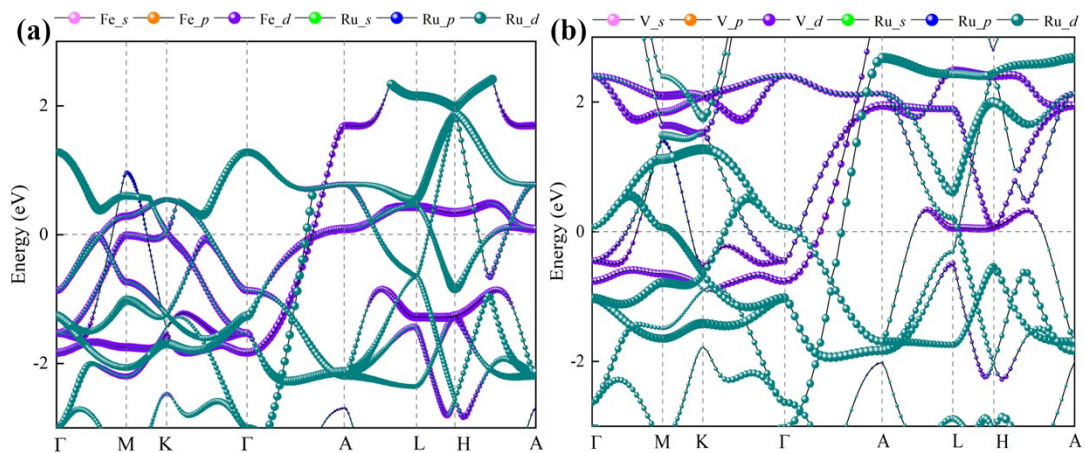 (a) Fe_s Fe_p Fe_d Ru_s Ru_p Ru_d
Energy (eV)
2
0
-2
Γ M K Γ A L H A
(b) V_s V_p V_d Ru_s Ru_p Ru_d
Energy (eV)
2
0
-2
Γ M K Γ A L H A